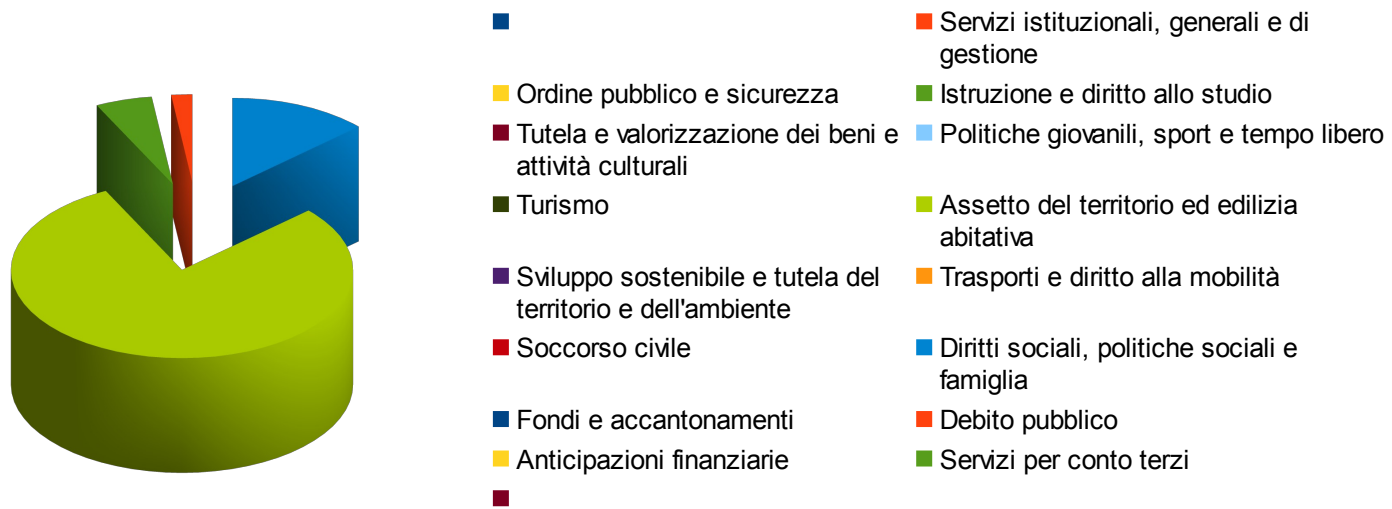 Servizi istituzionali, generali e di
gestione
Ordine pubblico e sicurezza
Istruzione e diritto allo studio
Tutela e valorizzazione dei beni e
attività culturali
Politiche giovanili, sport e tempo libero
Turismo
Assetto del territorio ed edilizia
abitativa
Sviluppo sostenibile e tutela del
territorio e dell'ambiente
Trasporti e diritto alla mobilità
Soccorso civile
Diritti sociali, politiche sociali e
famiglia
Fondi e accantonamenti
Debito pubblico
Anticipazioni finanziarie
Servizi per conto terzi